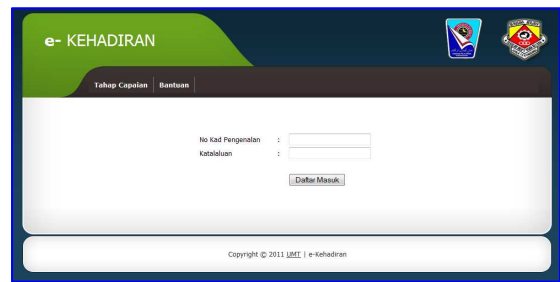 e- KEHADIRAN
Tahap Capaian | Bantuan |
No Kad Pengenalan :
Katalaluan :
Daftar Masuk
Copyright © 2011 UMT | e-Kehadiran